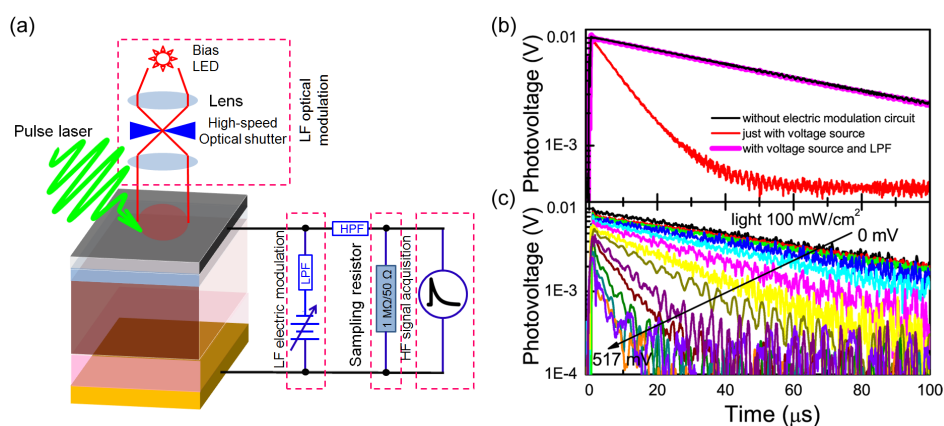 (a)
Bias
LED
Lens
High-speed
Optical shutter
LF optical
modulation
Pulse laser
HPF
LPF
LF electric modulation
Sampling resistor
1 MΩ/50 Ω
HF signal acquisition
(b)
Photovoltage (V)
0.01
1E-3
without electric modulation circuit
just with voltage source
with voltage source and LPF
(c)
Photovoltage (V)
0.01
1E-3
1E-4
light 100 mW/cm²
0 mV
517 mV
0 20 40 60 80 100
Time (μs)